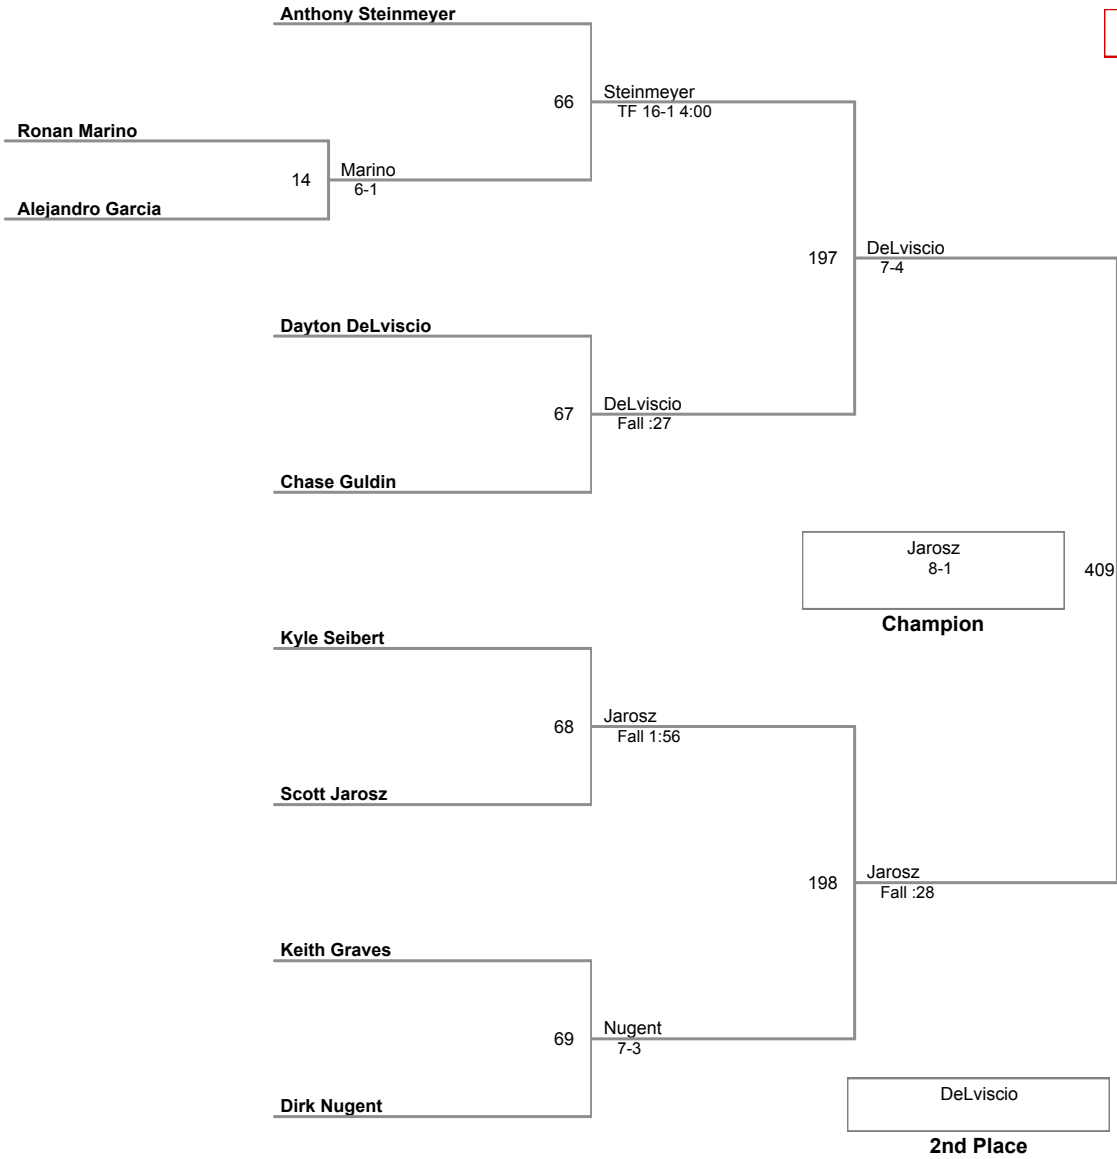 Anthony Steinmeyer
66
Steinmeyer
TF 16-1 4:00
Ronan Marino
14
Marino
6-1
Alejandro Garcia
197
DeLviscio
7-4
Dayton DeLviscio
67
DeLviscio
Fall :27
Chase Guldin
Jarosz
8-1
409
Champion
Kyle Seibert
68
Jarosz
Fall 1:56
Scott Jarosz
198
Jarosz
Fall :28
Keith Graves
69
Nugent
7-3
Dirk Nugent
DeLviscio
2nd Place